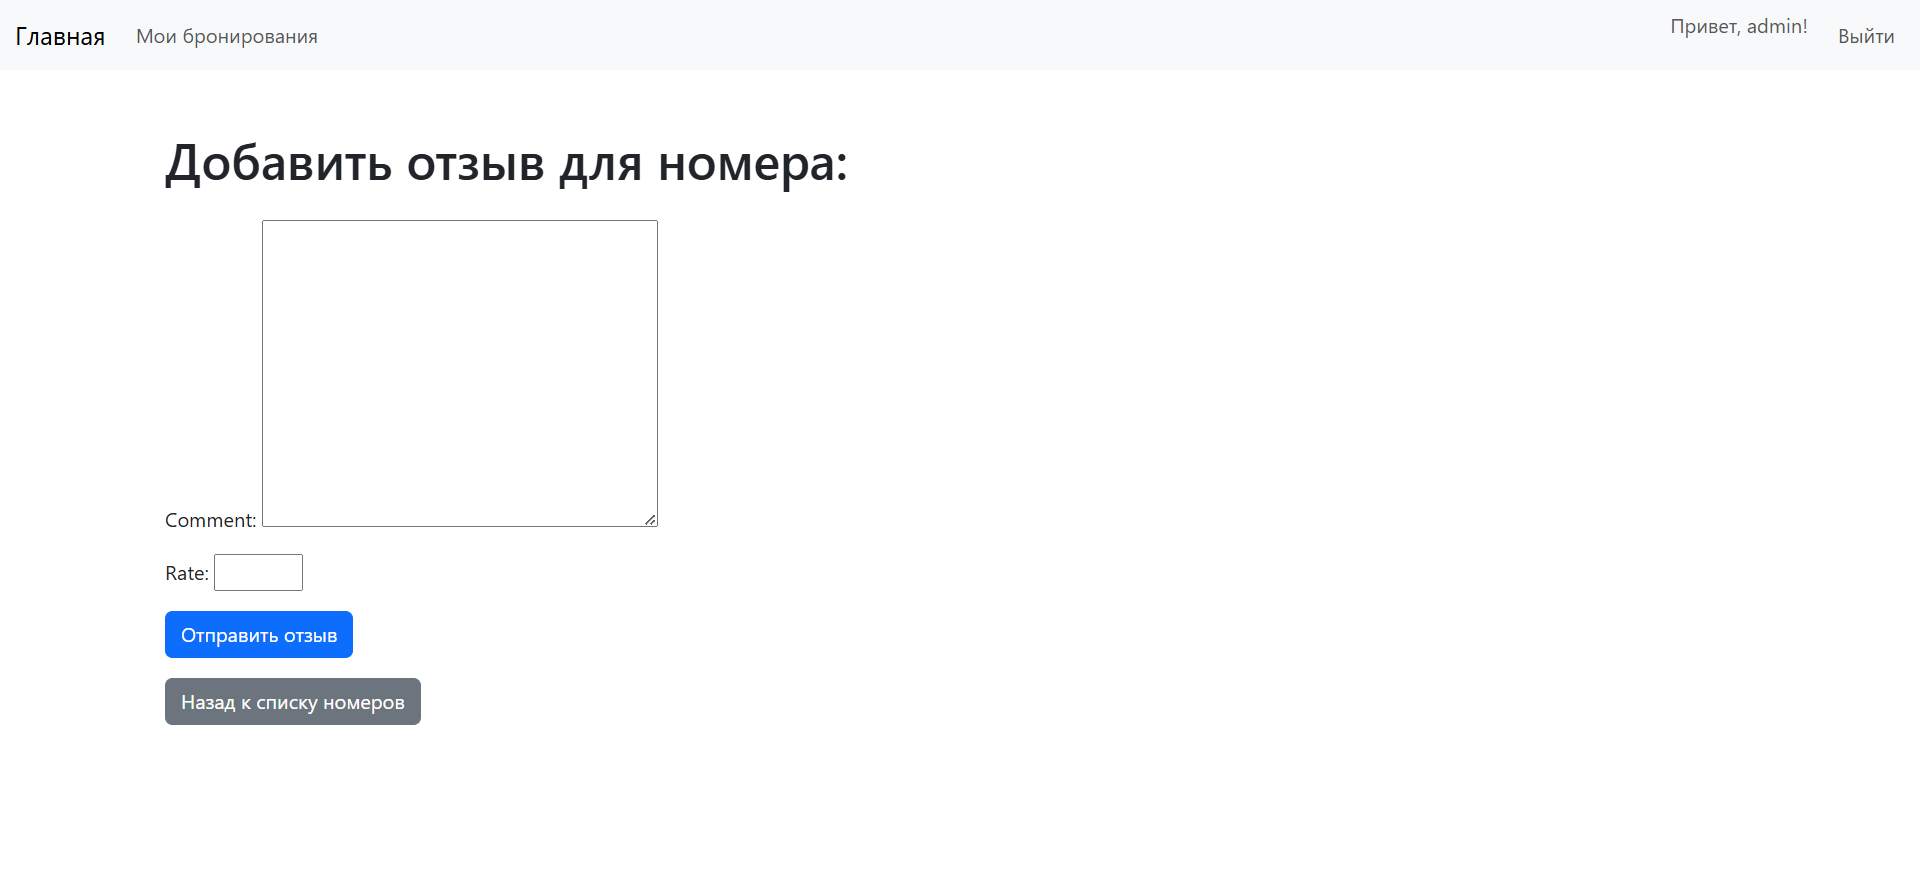 Главная Мои бронирования Привет, admin! Выйти
Добавить отзыв для номера:
Comment:
Rate:
Отправить отзыв
Назад к списку номеров